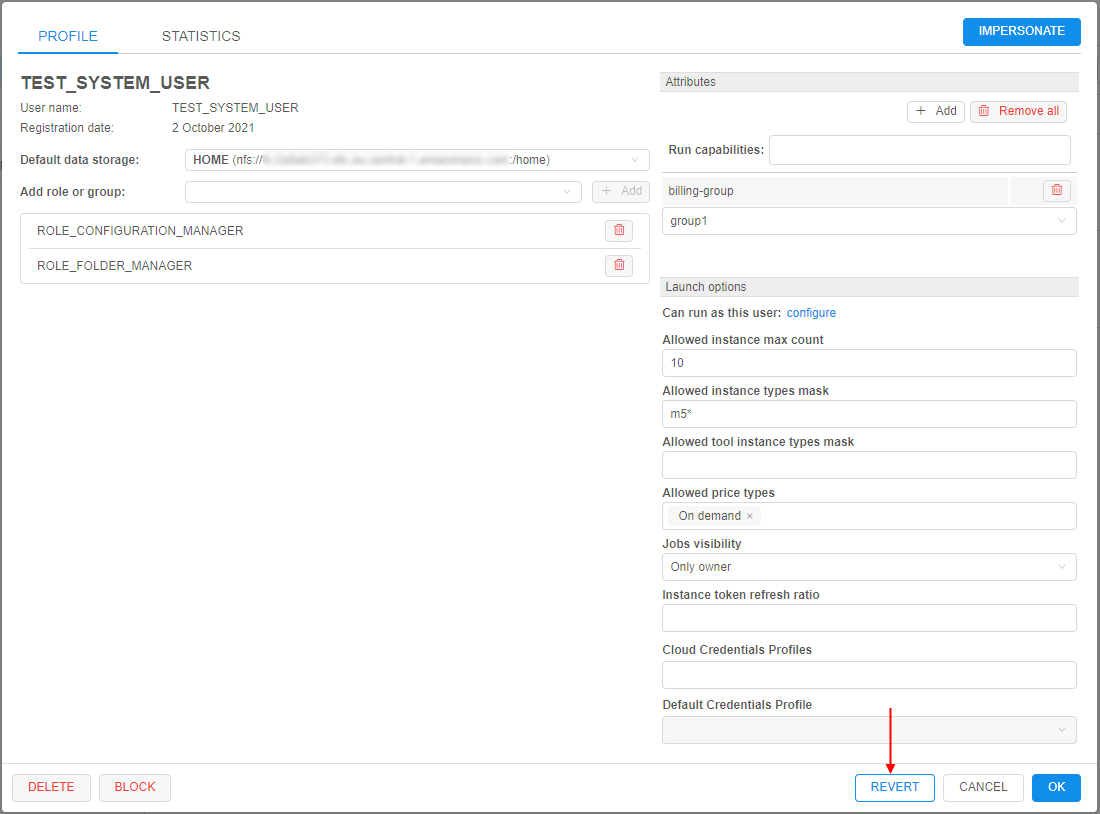 PROFILE STATISTICS IMPERSONATE
TEST_SYSTEM_USER
User name: TEST_SYSTEM_USER
Registration date: 2 October 2021
Default data storage: HOME (nfs:// :/home)
Add role or group: + Add
ROLE_CONFIGURATION_MANAGER
ROLE_FOLDER_MANAGER
Attributes
+ Add Remove all
Run capabilities:
billing-group
group1
Launch options
Can run as this user: configure
Allowed instance max count
10
Allowed instance types mask
m5*
Allowed tool instance types mask
Allowed price types
On demand ×
Jobs visibility
Only owner
Instance token refresh ratio
Cloud Credentials Profiles
Default Credentials Profile
DELETE BLOCK REVERT CANCEL OK